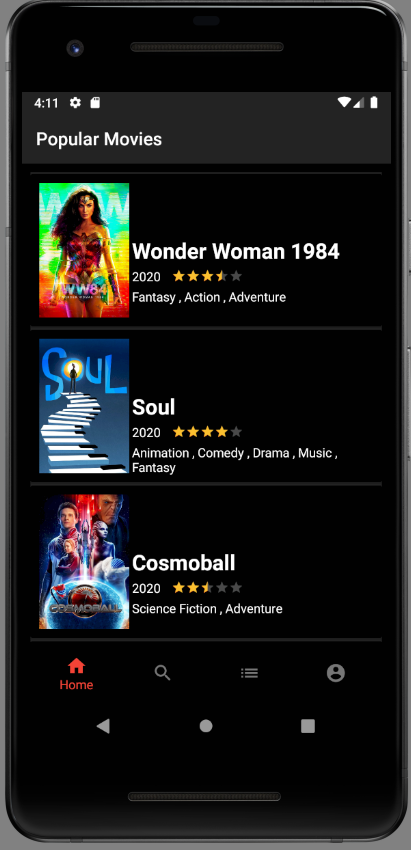 4:11
Popular Movies
WW84
Wonder Woman 1984
2020
Fantasy , Action , Adventure
SOUL
Soul
2020
Animation , Comedy , Drama , Music ,
Fantasy
COSMOBALL
Cosmoball
2020
Science Fiction , Adventure
Home